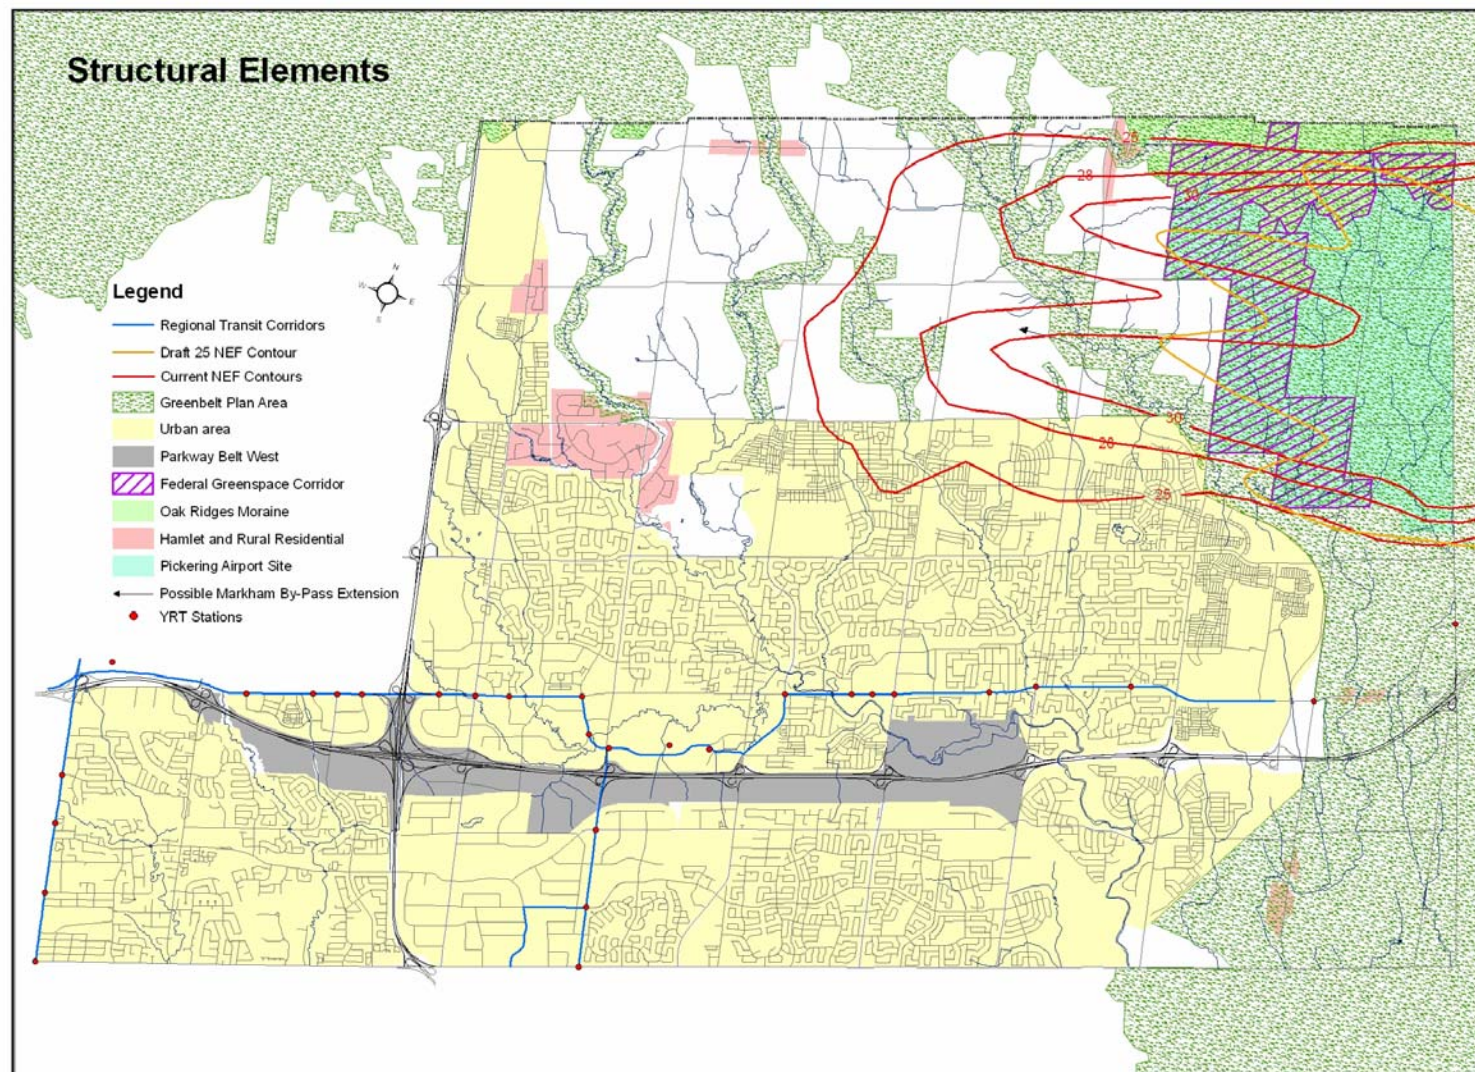 Structural Elements
N
W
E
S
Legend
Regional Transit Corridors
Draft 25 NEF Contour
Current NEF Contours
Greenbelt Plan Area
Urban area
Parkway Belt West
Federal Greenspace Corridor
Oak Ridges Moraine
Hamlet and Rural Residential
Pickering Airport Site
Possible Markham By-Pass Extension
YRT Stations
25
28
30
30
28
25